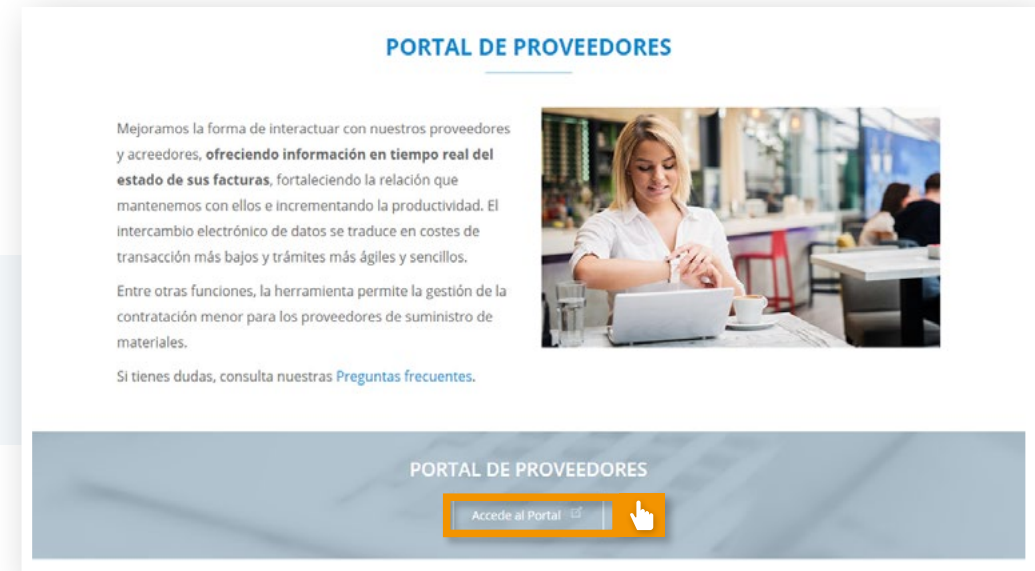 PORTAL DE PROVEEDORES
Mejoramos la forma de interactuar con nuestros proveedores
y acreedores, ofreciendo información en tiempo real del
estado de sus facturas, fortaleciendo la relación que
mantenemos con ellos e incrementando la productividad. El
intercambio electrónico de datos se traduce en costes de
transacción más bajos y trámites más ágiles y sencillos.
Entre otras funciones, la herramienta permite la gestión de la
contratación menor para los proveedores de suministro de
materiales.
Si tienes dudas, consulta nuestras Preguntas frecuentes.
PORTAL DE PROVEEDORES
Accede al Portal